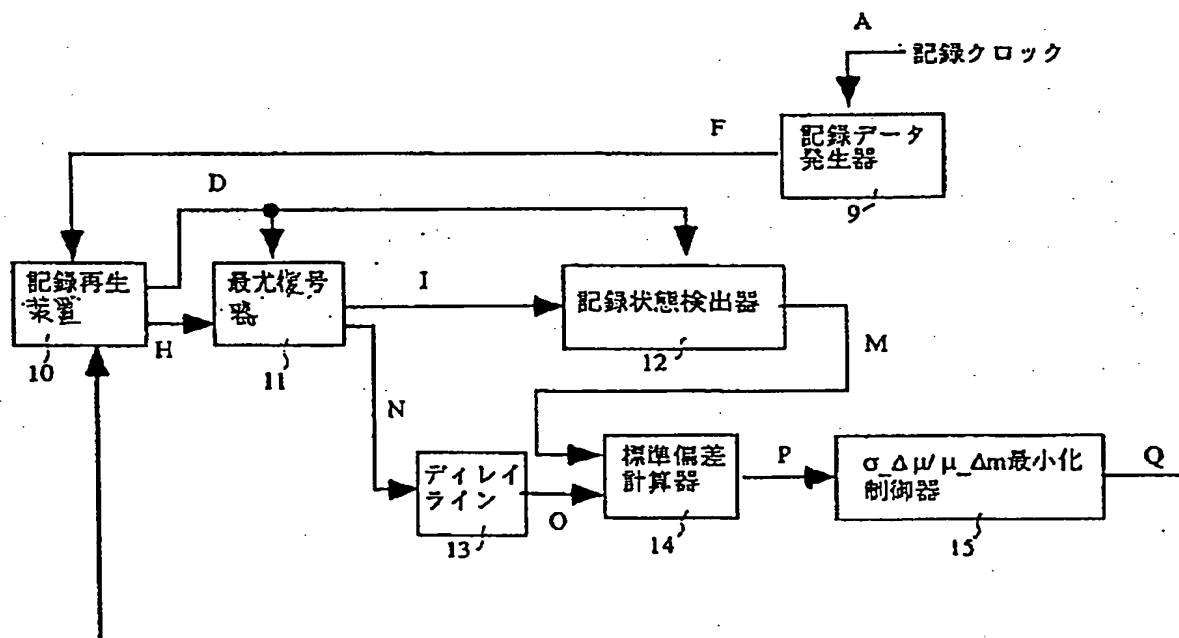 A
記録クロック
F
記録データ
発生器
9
D
記録再生
装置
10
H
最尤復号
器
11
I
記録状態検出器
12
M
N
ディレイ
ライン
13
O
標準偏差
計算器
14
P
σ_Δμ/μ_Δm最小化
制御器
15
Q